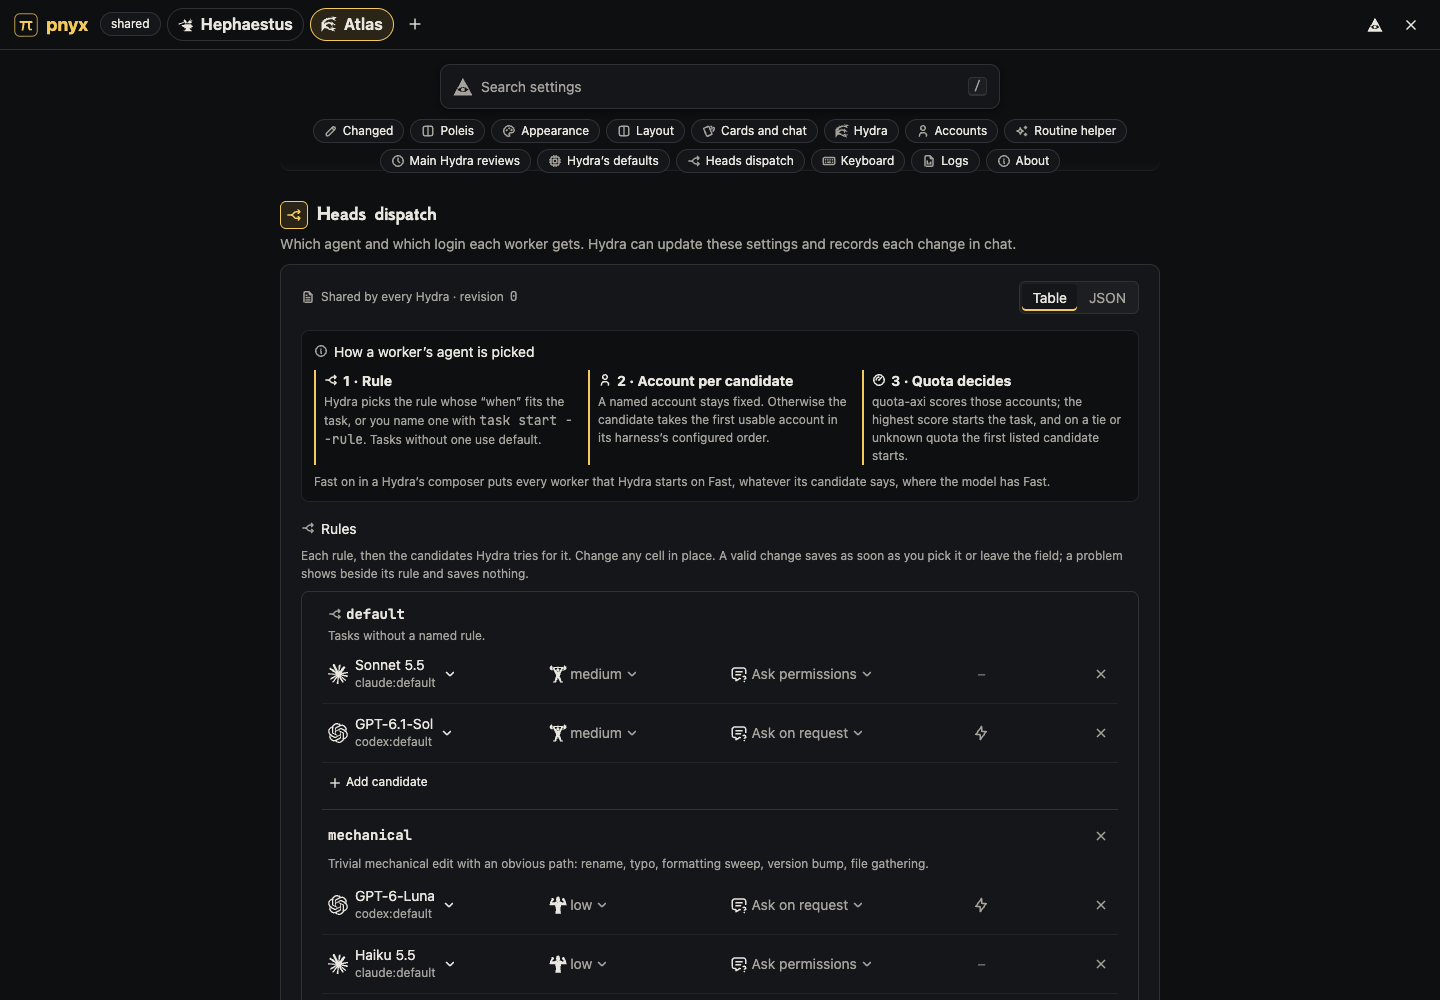 pnyx shared Hephaestus Atlas
Search settings /
Changed Poleis Appearance Layout Cards and chat Hydra Accounts Routine helper
Main Hydra reviews Hydra's defaults Heads dispatch Keyboard Logs About
Heads dispatch
Which agent and which login each worker gets. Hydra can update these settings and records each change in chat.
Shared by every Hydra · revision 0
Table JSON
How a worker's agent is picked
1 · Rule
Hydra picks the rule whose “when” fits the
task, or you name one with task start -
-rule. Tasks without one use default.
2 · Account per candidate
A named account stays fixed. Otherwise the
candidate takes the first usable account in
its harness's configured order.
3 · Quota decides
quota-axi scores those accounts; the
highest score starts the task, and on a tie or
unknown quota the first listed candidate
starts.
Fast on in a Hydra's composer puts every worker that Hydra starts on Fast, whatever its candidate says, where the model has Fast.
Rules
Each rule, then the candidates Hydra tries for it. Change any cell in place. A valid change saves as soon as you pick it or leave the field; a problem
shows beside its rule and saves nothing.
default
Tasks without a named rule.
Sonnet 5.5
claude:default
medium
Ask permissions
–
GPT-6.1-Sol
codex:default
medium
Ask on request
Add candidate
mechanical
Trivial mechanical edit with an obvious path: rename, typo, formatting sweep, version bump, file gathering.
GPT-6-Luna
codex:default
low
Ask on request
Haiku 5.5
claude:default
low
Ask permissions
–